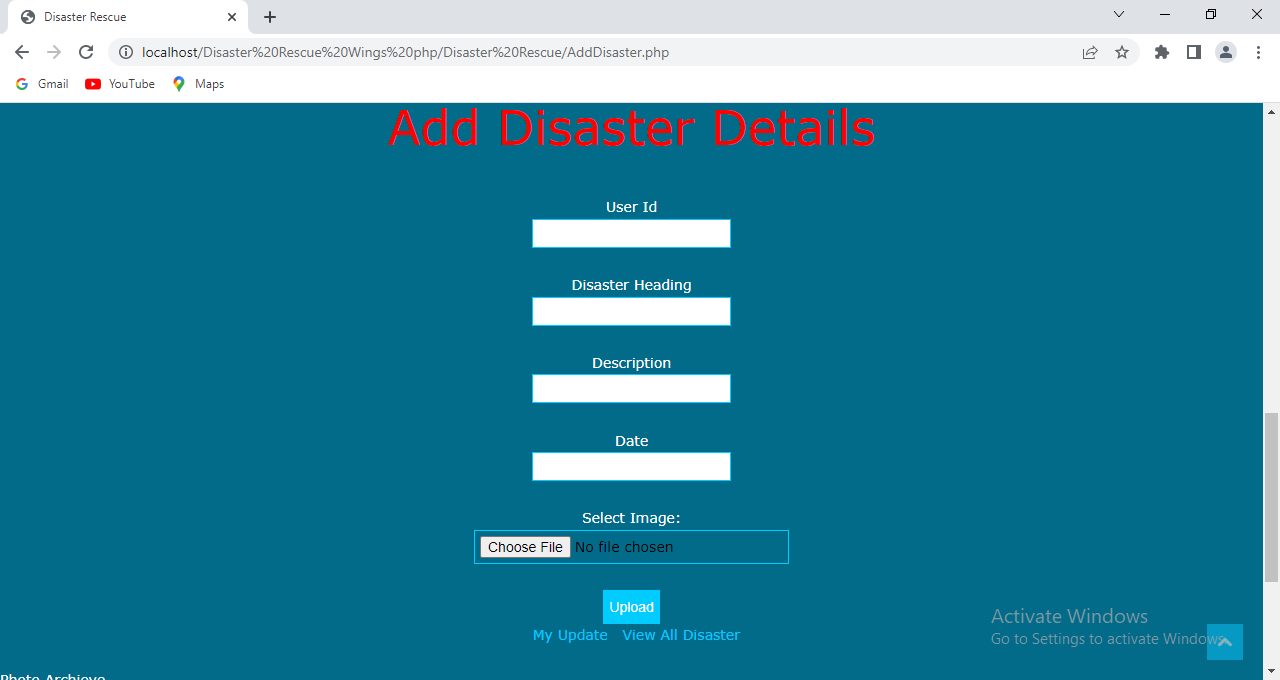 Disaster Rescue
localhost/Disaster%20Rescue%20Wings%20php/Disaster%20Rescue/AddDisaster.php
Gmail YouTube Maps
Add Disaster Details
User Id
Disaster Heading
Description
Date
Select Image:
Choose File No file chosen
Upload
My Update View All Disaster
Activate Windows
Go to Settings to activate Windows.
Photo Archieve